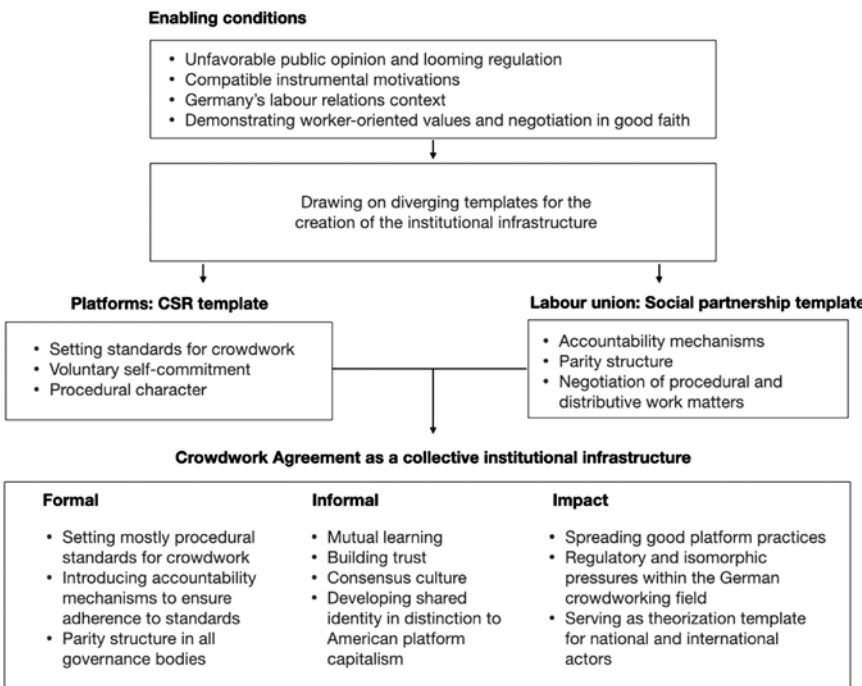 Enabling conditions
• Unfavorable public opinion and looming regulation
• Compatible instrumental motivations
• Germany's labour relations context
• Demonstrating worker-oriented values and negotiation in good faith
Drawing on diverging templates for the
creation of the institutional infrastructure
Platforms: CSR template
• Setting standards for crowdwork
• Voluntary self-commitment
• Procedural character
Labour union: Social partnership template
• Accountability mechanisms
• Parity structure
• Negotiation of procedural and
distributive work matters
Crowdwork Agreement as a collective institutional infrastructure
Formal
• Setting mostly procedural
standards for crowdwork
• Introducing accountability
mechanisms to ensure
adherence to standards
• Parity structure in all
governance bodies
Informal
• Mutual learning
• Building trust
• Consensus culture
• Developing shared
identity in distinction to
American platform
capitalism
Impact
• Spreading good platform practices
• Regulatory and isomorphic
pressures within the German
crowdworking field
• Serving as theorization template
for national and international
actors